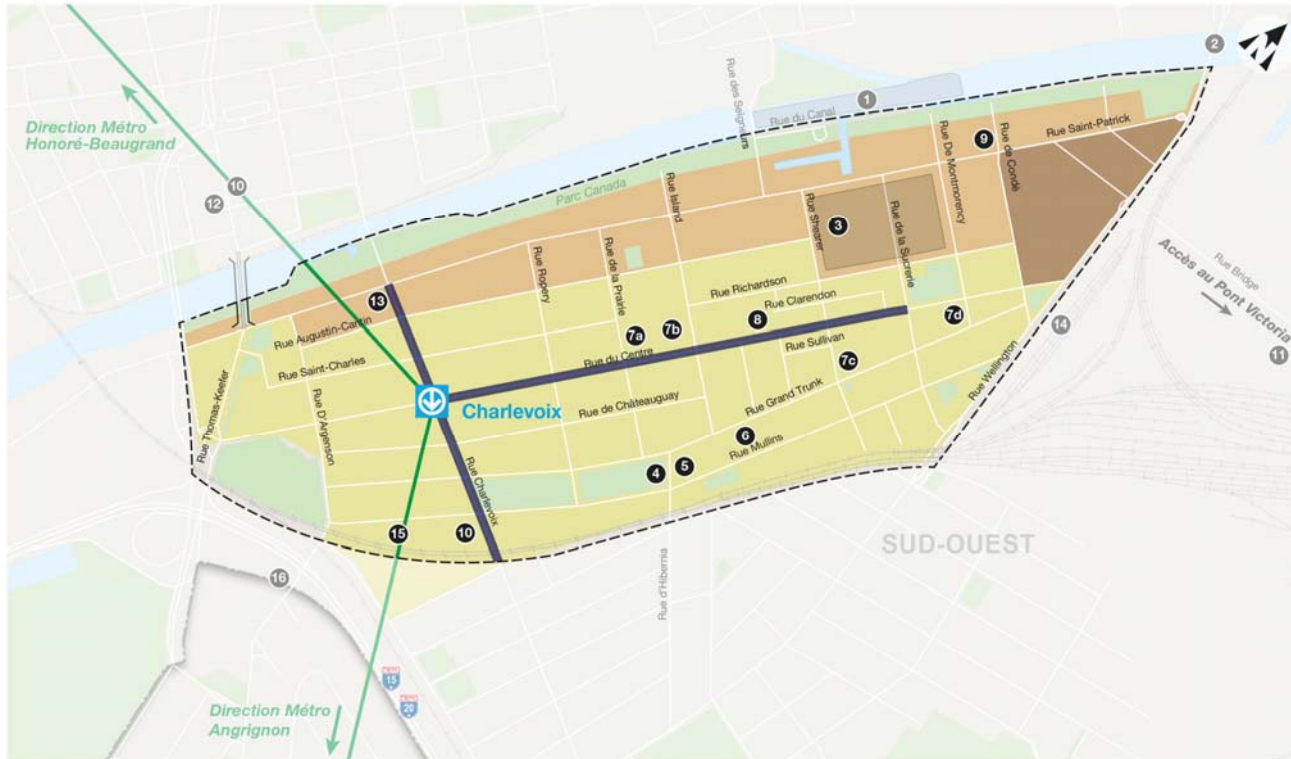 2
N
Rue des Seigneurs
1
Rue du Canal
Direction Métro
Honoré-Beaugrand
9
Rue Saint-Patrick
Rue De Montmorency
Rue de Condé
10
12
Parc Canada
Rue Island
Rue Shearer
3
Rue de la Sucrerie
Accès au Pont Victoria
Rue Bridge
11
Rue Ropery
Rue de la Prairie
13
Rue Richardson
Rue Clarendon
Rue Augustin-Cantin
7a
7b
8
7d
14
Rue Saint-Charles
Rue du Centre
Rue Sullivan
7c
Rue Wellington
Rue Thomas-Keefer
Rue D'Argenson
Charlevoix
Rue de Châteauguay
Rue Grand Trunk
6
Rue Mullins
4
5
Rue Charlevoix
15
10
SUD-OUEST
16
Rue d'Hibernia
15
20
Direction Métro
Angrignon